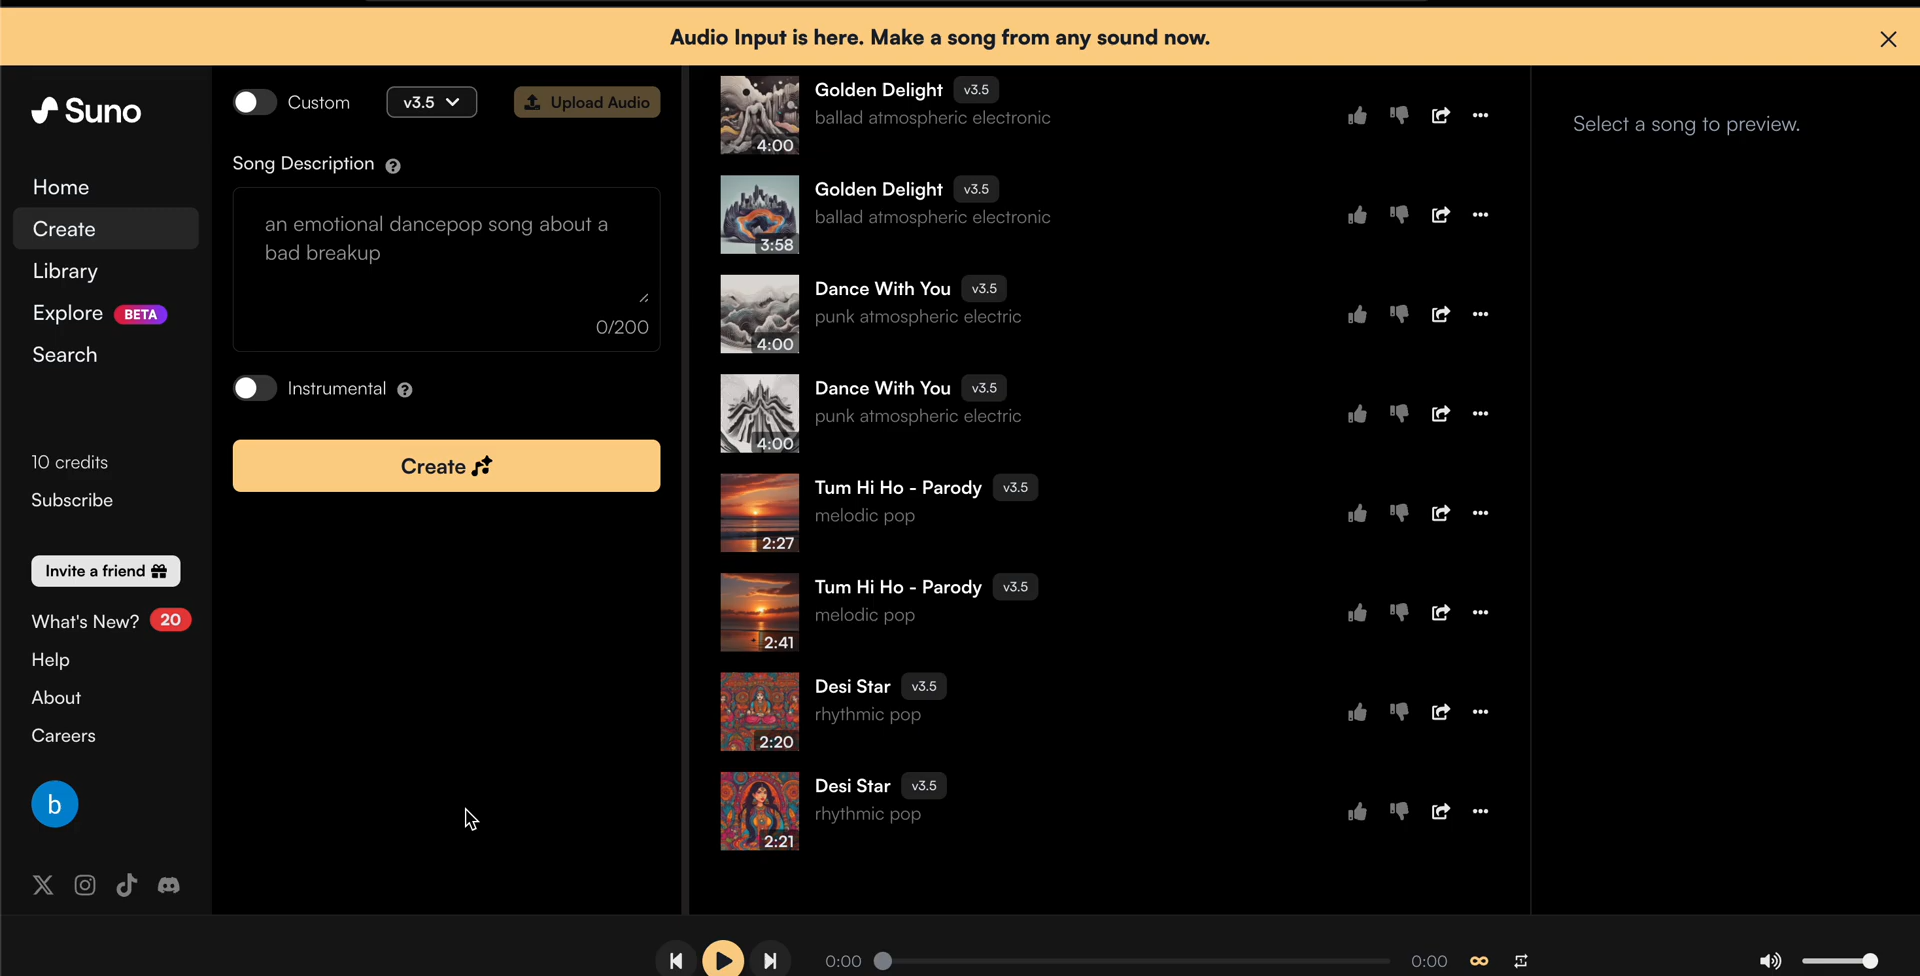 Audio Input is here. Make a song from any sound now.
Suno
Home
Create
Library
Explore BETA
Search
10 credits
Subscribe
Invite a friend
What's New? 20
Help
About
Careers
b
Custom v3.5 Upload Audio
Song Description ?
an emotional dancepop song about a
bad breakup
0/200
Instrumental ?
Create
Golden Delight v3.5
ballad atmospheric electronic
4:00
Golden Delight v3.5
ballad atmospheric electronic
3:58
Dance With You v3.5
punk atmospheric electric
4:00
Dance With You v3.5
punk atmospheric electric
4:00
Tum Hi Ho - Parody v3.5
melodic pop
2:27
Tum Hi Ho - Parody v3.5
melodic pop
2:41
Desi Star v3.5
rhythmic pop
2:20
Desi Star v3.5
rhythmic pop
2:21
Select a song to preview.
0:00 0:00